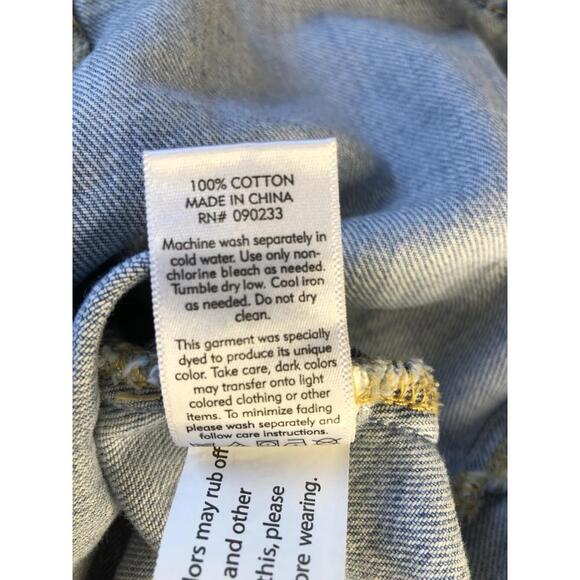 100% COTTON
MADE IN CHINA
RN# 090233
Machine wash separately in
cold water. Use only non-
chlorine bleach as needed.
Tumble dry low. Cool iron
as needed. Do not dry
clean.
This garment was specially
dyed to produce its unique
color. Take care, dark colors
may transfer onto light
colored clothing or other
items. To minimize fading
please wash separately and
follow care instructions.
lors may rub off
and other
this, please
ore wearing.